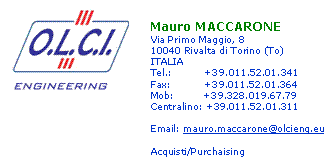 O.L.C.I.
ENGINEERING
Mauro MACCARONE
Via Primo Maggio, 8
10040 Rivalta di Torino (To)
ITALIA
Tel.: +39.011.52.01.341
Fax: +39.011.52.01.364
Mob: +39.328.019.67.79
Centralino: +39.011.52.01.311
Email: mauro.maccarone@olcieng.eu
Acquisti/Purchaising